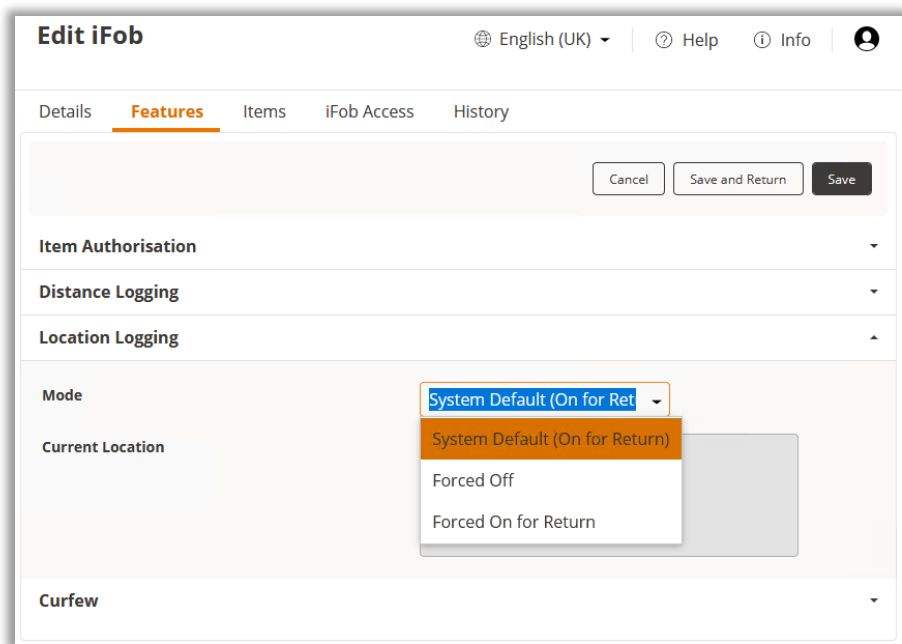 Edit iFob
English (UK)
Help
Info
Details
Features
Items
iFob Access
History
Cancel
Save and Return
Save
Item Authorisation
Distance Logging
Location Logging
Mode
System Default (On for Ret
Current Location
System Default (On for Return)
Forced Off
Forced On for Return
Curfew